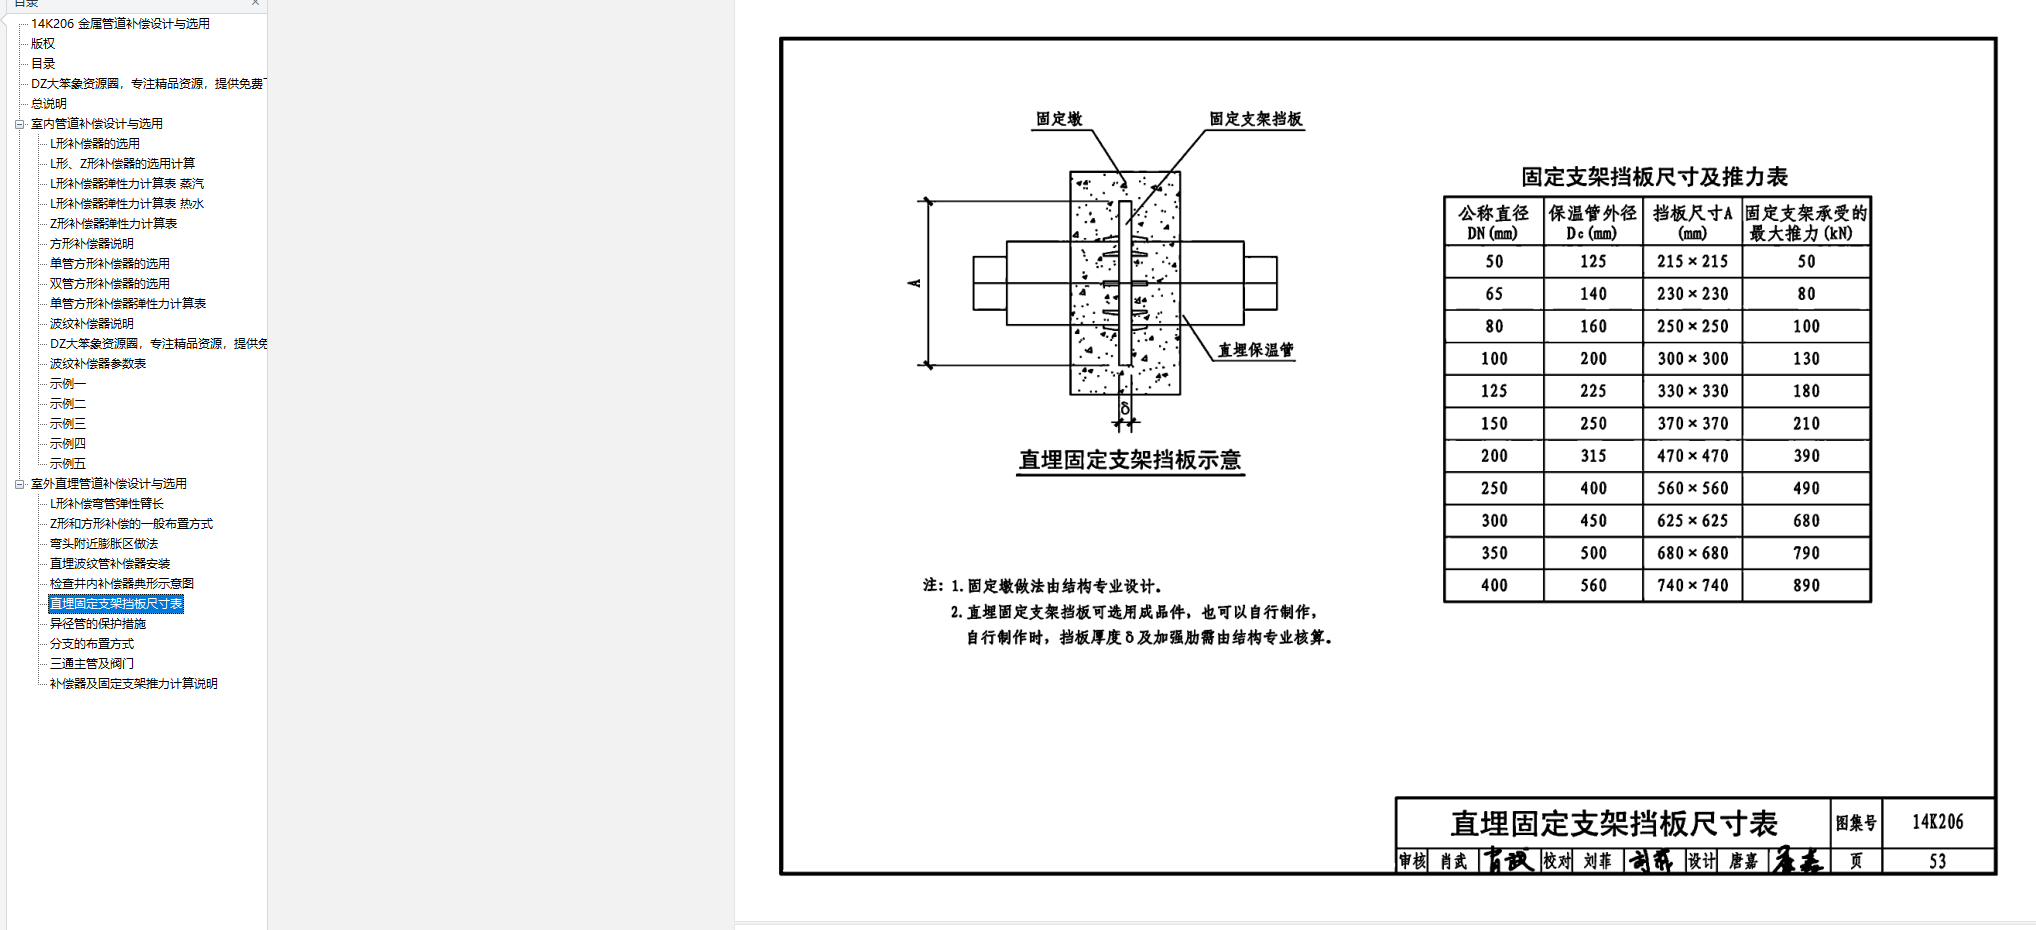 目录
14K206 金属管道补偿设计与选用
版权
目录
DZ大笨象资源圈，专注精品资源，提供免费
总说明
室内管道补偿设计与选用
L形补偿器的选用
L形、Z形补偿器的选用计算
L形补偿器弹性力计算表 蒸汽
L形补偿器弹性力计算表 热水
Z形补偿器弹性力计算表
方形补偿器说明
单管方形补偿器的选用
双管方形补偿器的选用
单管方形补偿器弹性力计算表
波纹补偿器说明
DZ大笨象资源圈，专注精品资源，提供免
波纹补偿器参数表
示例一
示例二
示例三
示例四
示例五
室外直埋管道补偿设计与选用
L形补偿弯管弹性臂长
Z形和方形补偿的一般布置方式
弯头附近膨胀区做法
直埋波纹管补偿器安装
检查井内补偿器典形示意图
直埋固定支架挡板尺寸表
异径管的保护措施
分支的布置方式
三通主管及阀门
补偿器及固定支架推力计算说明
固定墩
固定支架挡板
A
直埋保温管
δ
直埋固定支架挡板示意
注：1.固定墩做法由结构专业设计。
2.直埋固定支架挡板可选用成品件，也可以自行制作，
自行制作时，挡板厚度δ及加强肋需由结构专业核算。
固定支架挡板尺寸及推力表
公称直径 DN(mm) 保温管外径 Dc(mm) 挡板尺寸A (mm) 固定支架承受的最大推力(kN)
50 125 215×215 50
65 140 230×230 80
80 160 250×250 100
100 200 300×300 130
125 225 330×330 180
150 250 370×370 210
200 315 470×470 390
250 400 560×560 490
300 450 625×625 680
350 500 680×680 790
400 560 740×740 890
直埋固定支架挡板尺寸表 图集号 14K206
审核 肖武 肖武 校对 刘菲 刘菲 设计 唐嘉 唐嘉 页 53